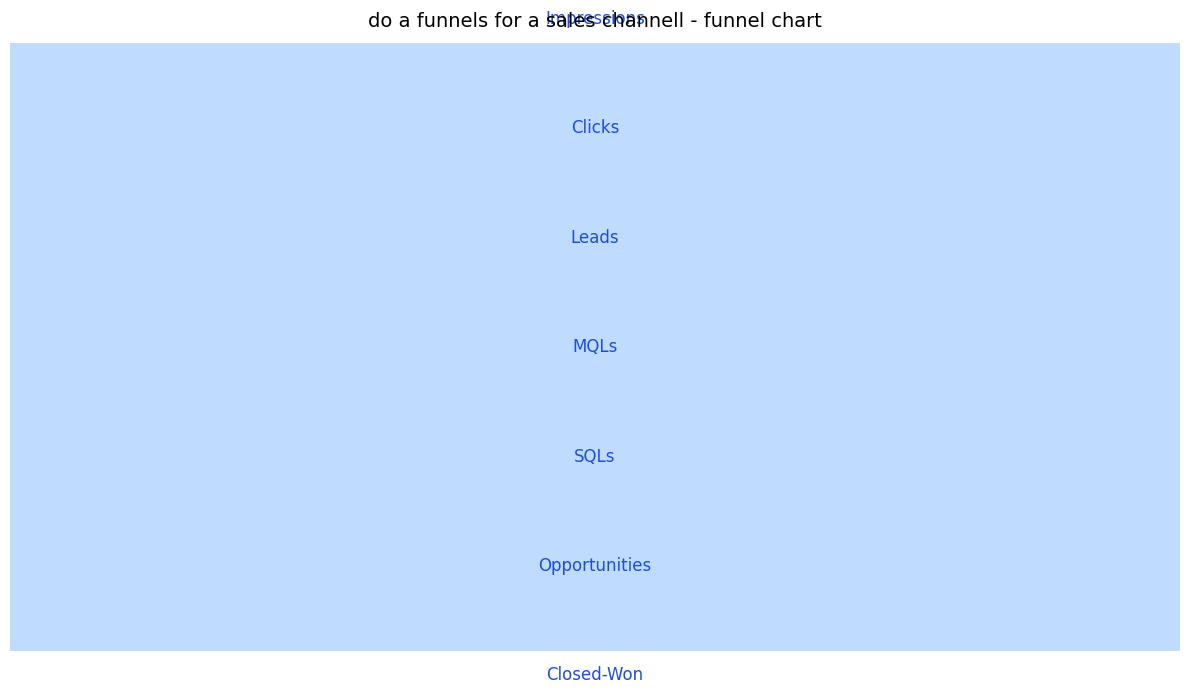 do a funnels for a sales channell - funnel chart
Impressions
Clicks
Leads
MQLs
SQLs
Opportunities
Closed-Won